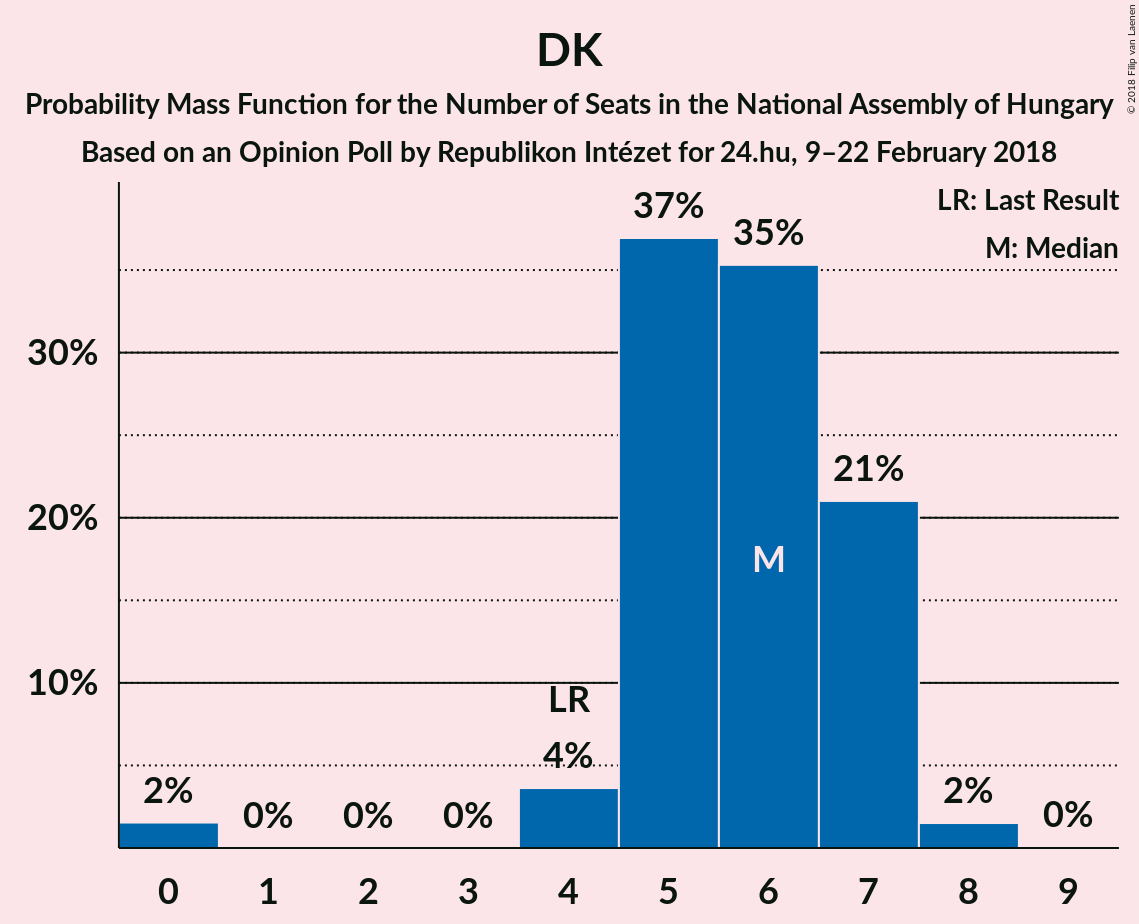 DK
Probability Mass Function for the Number of Seats in the National Assembly of Hungary
Based on an Opinion Poll by Republikon Intézet for 24.hu, 9–22 February 2018
© 2018 Filip van Laenen
LR: Last Result
M: Median
37%
35%
30%
21%
20%
M
10%
LR
4%
2%
0%
0%
0%
2%
0%
0 1 2 3 4 5 6 7 8 9